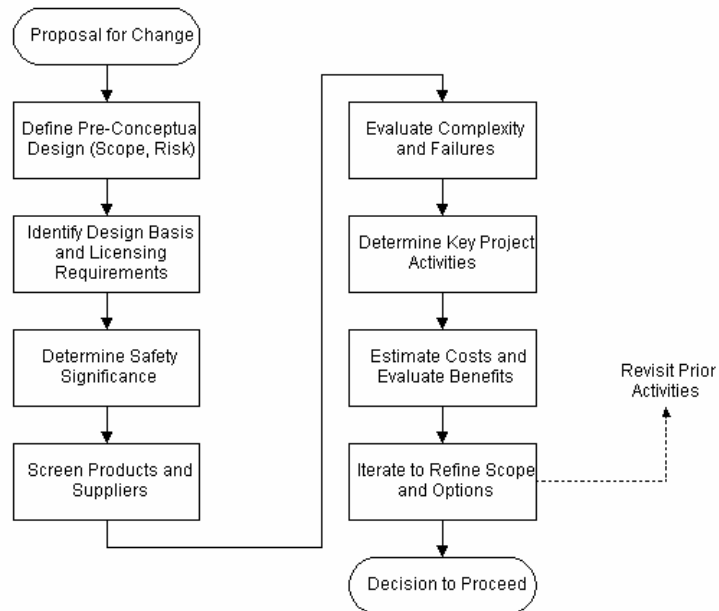 Proposal for Change
Define Pre-Conceptua
Design (Scope, Risk)
Identify Design Basis
and Licensing
Requirements
Determine Safety
Significance
Screen Products and
Suppliers
Evaluate Complexity
and Failures
Determine Key Project
Activities
Estimate Costs and
Evaluate Benefits
Iterate to Refine Scope
and Options
Decision to Proceed
Revisit Prior
Activities